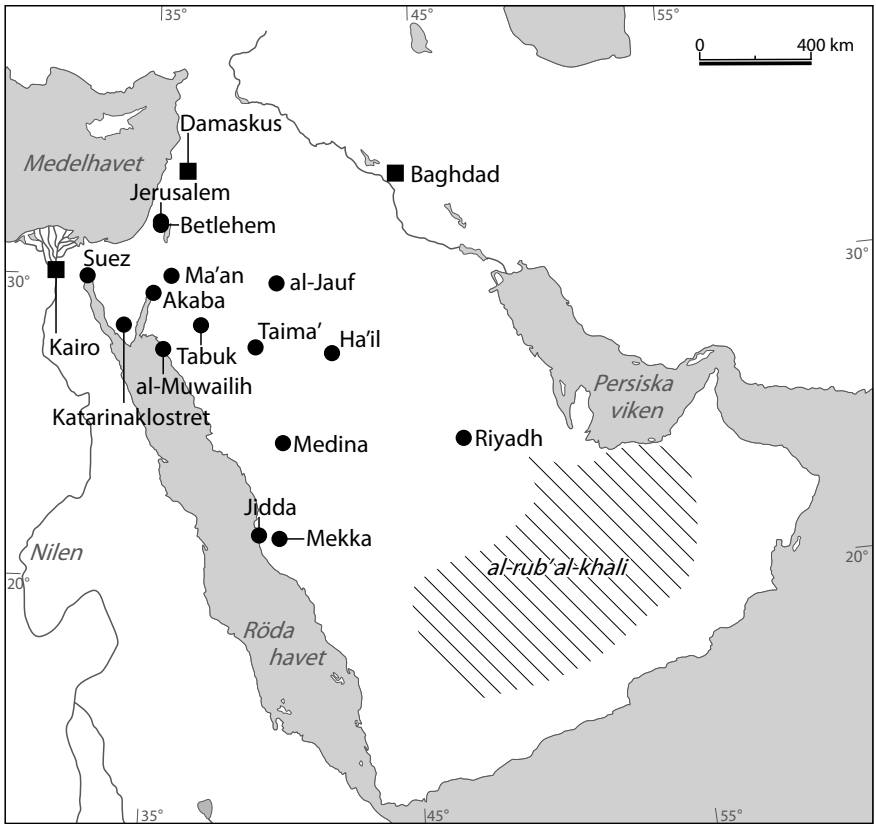 35°
45°
55°
0
400 km
Damaskus
Medelhavet
Baghdad
Jerusalem
Betlehem
30°
Suez
30°
Ma’an
al-Jauf
Akaba
Kairo
Tabuk
Taima’
Ha’il
al-Muwailih
Persiska
viken
Katarinaklostret
Medina
Riyadh
Jidda
Mekka
Nilen
20°
al-rub’al-khali
20°
Röda
havet
35°
45°
55°